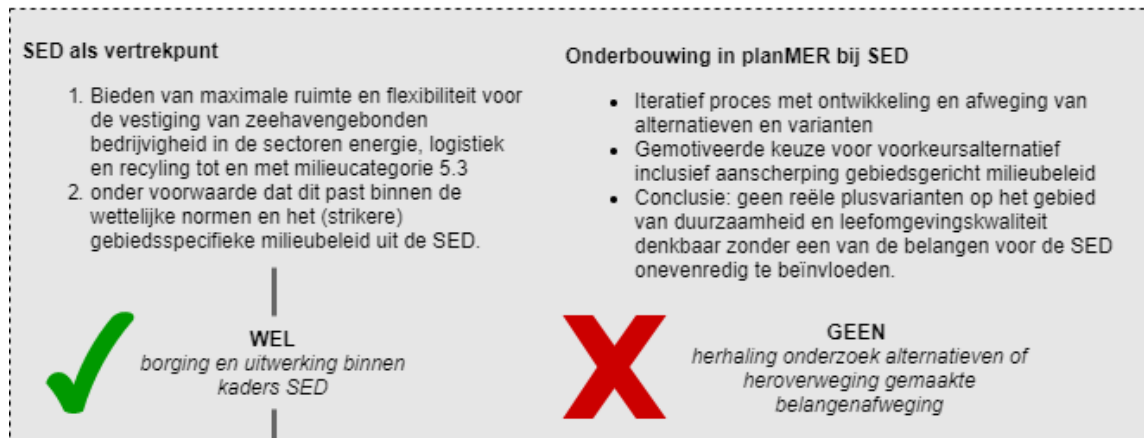 SED als vertrekpunt
1. Bieden van maximale ruimte en flexibiliteit voor
de vestiging van zeehavengebonden
bedrijvigheid in de sectoren energie, logistiek
en recyling tot en met milieucategorie 5.3
2. onder voorwaarde dat dit past binnen de
wettelijke normen en het (strikere)
gebiedsspecifieke milieubeleid uit de SED.
WEL
borging en uitwerking binnen
kaders SED
Onderbouwing in planMER bij SED
• Iteratief proces met ontwikkeling en afweging van
alternatieven en varianten
• Gemotiveerde keuze voor voorkeursalternatief
inclusief aanscherping gebiedsgericht milieubeleid
• Conclusie: geen reële plusvarianten op het gebied
van duurzaamheid en leefomgevingskwaliteit
denkbaar zonder een van de belangen voor de SED
onevenredig te beïnvloeden.
GEEN
herhaling onderzoek alternatieven of
heroverweging gemaakte
belangenafweging